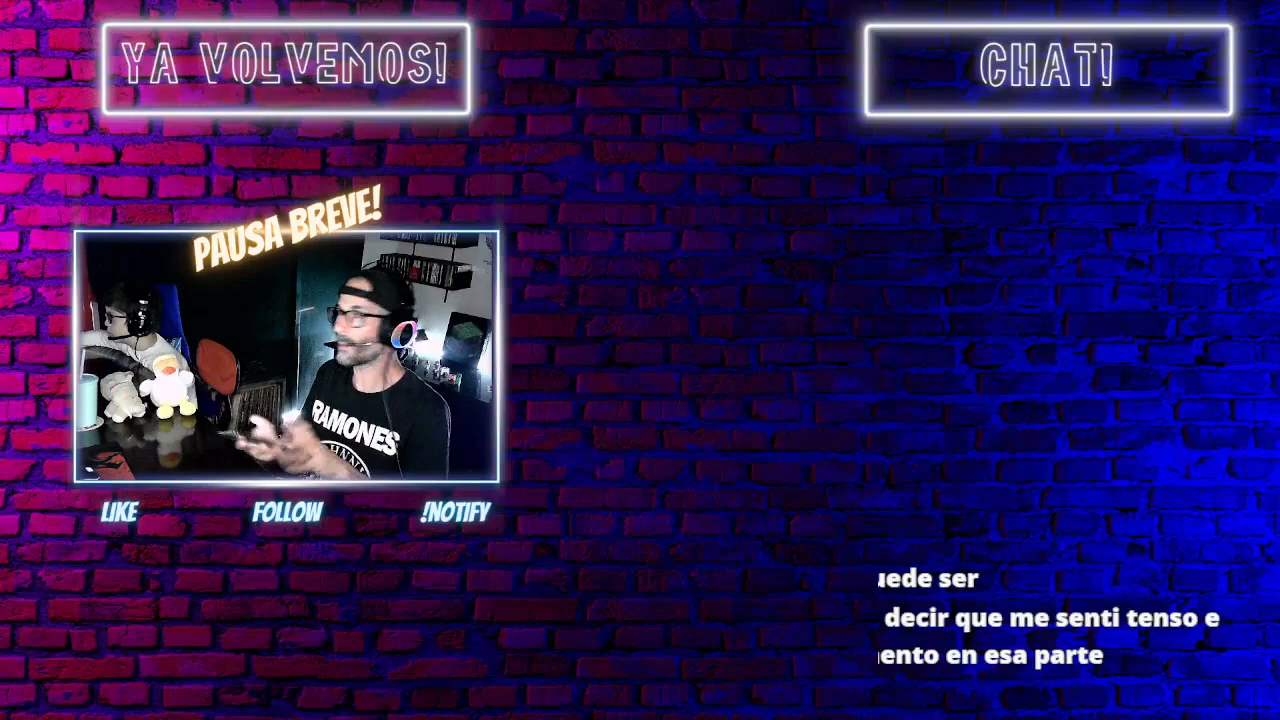 YA VOLVEMOS!
CHAT!
PAUSA BREVE!
RAMONES
LIKE
FOLLOW
!NOTIFY
uede ser
decir que me senti tenso e
ento en esa parte